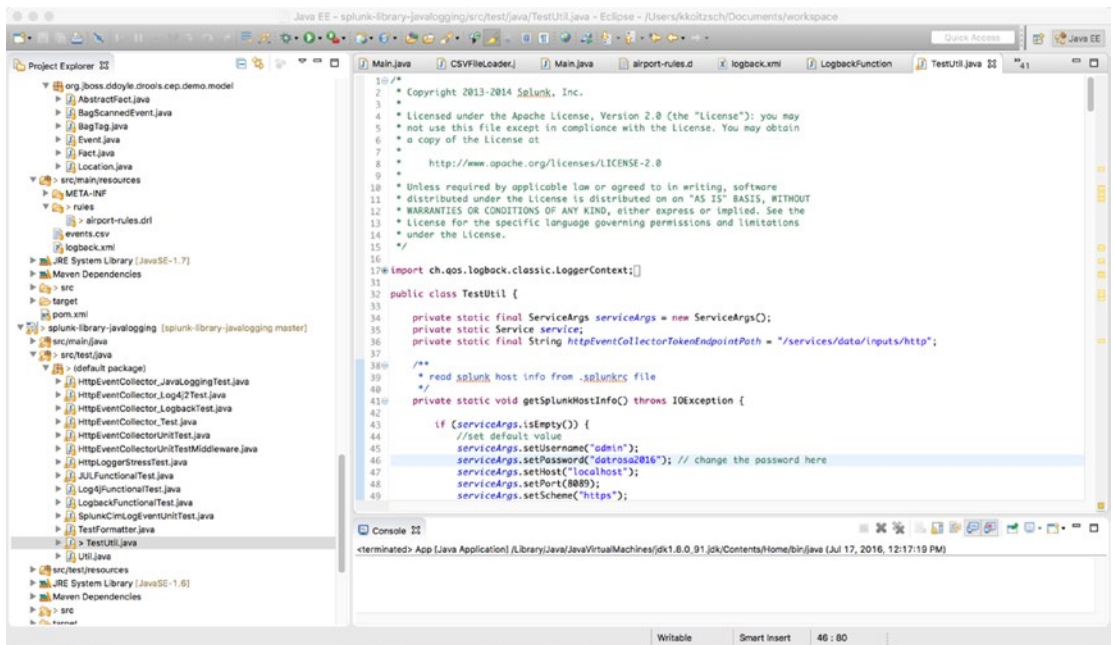 Java EE - splunk-library-javalogging/src/test/java/TestUtil.java - Eclipse - /Users/kkoitzsch/Documents/workspace
Quick Access
Java EE
Project Explorer
org.jboss.ddoyle.drools.cep.demo.model
AbstractFact.java
BagScannedEvent.java
BagTag.java
Event.java
Fact.java
Location.java
> src/main/resources
META-INF
> rules
> airport-rules.drl
events.csv
logback.xml
JRE System Library [JavaSE-1.7]
Maven Dependencies
> src
target
pom.xml
> splunk-library-javalogging [splunk-library-javalogging master]
src/main/java
> src/test/java
> (default package)
HttpEventCollector_JavaLoggingTest.java
HttpEventCollector_Log4j2Test.java
HttpEventCollector_LogbackTest.java
HttpEventCollector_Test.java
HttpEventCollectorUnitTest.java
HttpEventCollectorUnitTestMiddleware.java
HttpLoggerStressTest.java
JULFunctionalTest.java
Log4jFunctionalTest.java
LogbackFunctionalTest.java
SplunkCimLogEventUnitTest.java
TestFormatter.java
> TestUtil.java
Util.java
src/test/resources
JRE System Library [JavaSE-1.6]
Maven Dependencies
> src
target
Main.java
CSVFileLoader.j
Main.java
airport-rules.d
logback.xml
LogbackFunction
TestUtil.java
"41
1 /*
2 * Copyright 2013-2014 Splunk, Inc.
3 *
4 * Licensed under the Apache License, Version 2.0 (the "License"): you may
5 * not use this file except in compliance with the License. You may obtain
6 * a copy of the License at
7 *
8 * http://www.apache.org/licenses/LICENSE-2.0
9 *
10 * Unless required by applicable law or agreed to in writing, software
11 * distributed under the License is distributed on an "AS IS" BASIS, WITHOUT
12 * WARRANTIES OR CONDITIONS OF ANY KIND, either express or implied. See the
13 * License for the specific language governing permissions and limitations
14 * under the License.
15 */
16
17 import ch.qos.logback.classic.LoggerContext;
31
32 public class TestUtil {
33
34 private static final ServiceArgs serviceArgs = new ServiceArgs();
35 private static Service service;
36 private static final String httpEventCollectorTokenEndpointPath = "/services/data/inputs/http";
37
38 /**
39 * read splunk host info from .splunkrc file
40 */
41 private static void getSplunkHostInfo() throws IOException {
42
43 if (serviceArgs.isEmpty()) {
44 //set default value
45 serviceArgs.setUsername("admin");
46 serviceArgs.setPassword("datrosa2016"); // change the password here
47 serviceArgs.setHost("localhost");
48 serviceArgs.setPort(8089);
49 serviceArgs.setScheme("https");
Console
<terminated> App [Java Application] /Library/Java/JavaVirtualMachines/jdk1.8.0_91.jdk/Contents/Home/bin/java (Jul 17, 2016, 12:17:19 PM)
Writable
Smart Insert
46 : 80